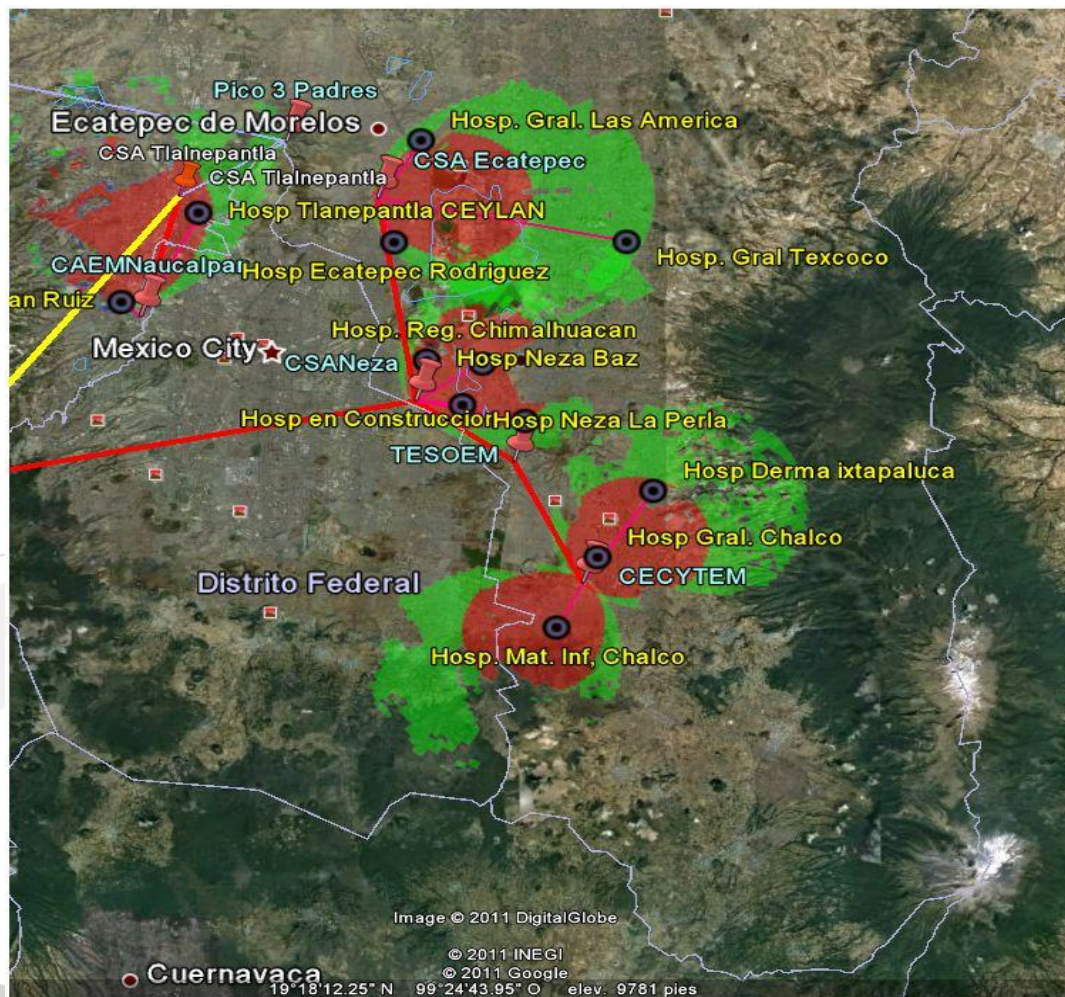 Pico 3 Padres
Ecatepec de Morelos
Hosp. Gral. Las America
CSA Tlalnepantla
CSA Ecatepec
CSA Tlalnepantla
Hosp Tlanepantla CEYLAN
Hosp. Gral Texcoco
CAEMNaucalpan
Hosp Ecatepec Rodriguez
an Ruiz
Hosp. Reg. Chimalhuacan
Mexico City
CSANeza
Hosp Neza Baz
Hosp en Construccion
Hosp Neza La Perla
TESOEM
Hosp Derma ixtapaluca
Hosp Gral. Chalco
Distrito Federal
CECYTEM
Hosp. Mat. Inf, Chalco
Image © 2011 DigitalGlobe
© 2011 INEGI
© 2011 Google
Cuernavaca
19°18'12.25" N 99°24'43.95" O elev. 9781 pies